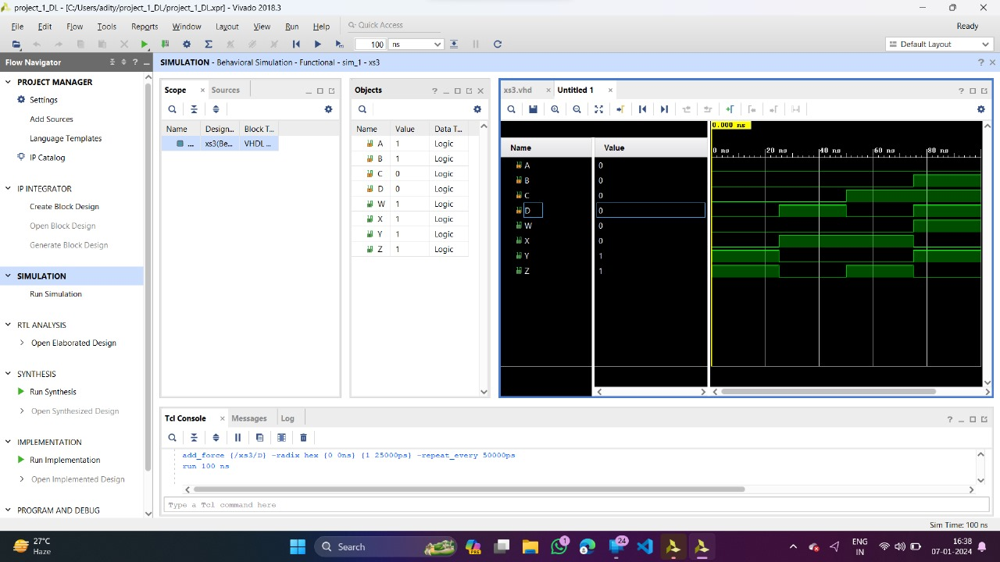 project_1_DL - [C:/Users/adity/project_1_DL/project_1_DL.xpr] - Vivado 2018.3
File Edit Flow Tools Reports Window Layout View Run Help Quick Access Ready
100 ns Default Layout
Flow Navigator
SIMULATION - Behavioral Simulation - Functional - sim_1 - xs3
PROJECT MANAGER
Settings
Add Sources
Language Templates
IP Catalog
IP INTEGRATOR
Create Block Design
Open Block Design
Generate Block Design
SIMULATION
Run Simulation
RTL ANALYSIS
Open Elaborated Design
SYNTHESIS
Run Synthesis
Open Synthesized Design
IMPLEMENTATION
Run Implementation
Open Implemented Design
PROGRAM AND DEBUG
Scope Sources
Name Design... Block T...
... xs3(Be... VHDL ...
Objects
Name Value Data T...
A 1 Logic
B 1 Logic
C 0 Logic
D 0 Logic
W 1 Logic
X 1 Logic
Y 1 Logic
Z 1 Logic
xs3.vhd Untitled 1
0.000 ns
Name Value
0 ns 20 ns 40 ns 60 ns 80 ns
A 0
B 0
C 0
D 0
W 0
X 0
Y 1
Z 1
Tcl Console Messages Log
add_force {/xs3/D} -radix hex {0 0ns} {1 25000ps} -repeat_every 50000ps
run 100 ns
Type a Tcl command here
Sim Time: 100 ns
27°C
Haze
Search
PRE
1
24
ENG
IN
16:38
07-01-2024